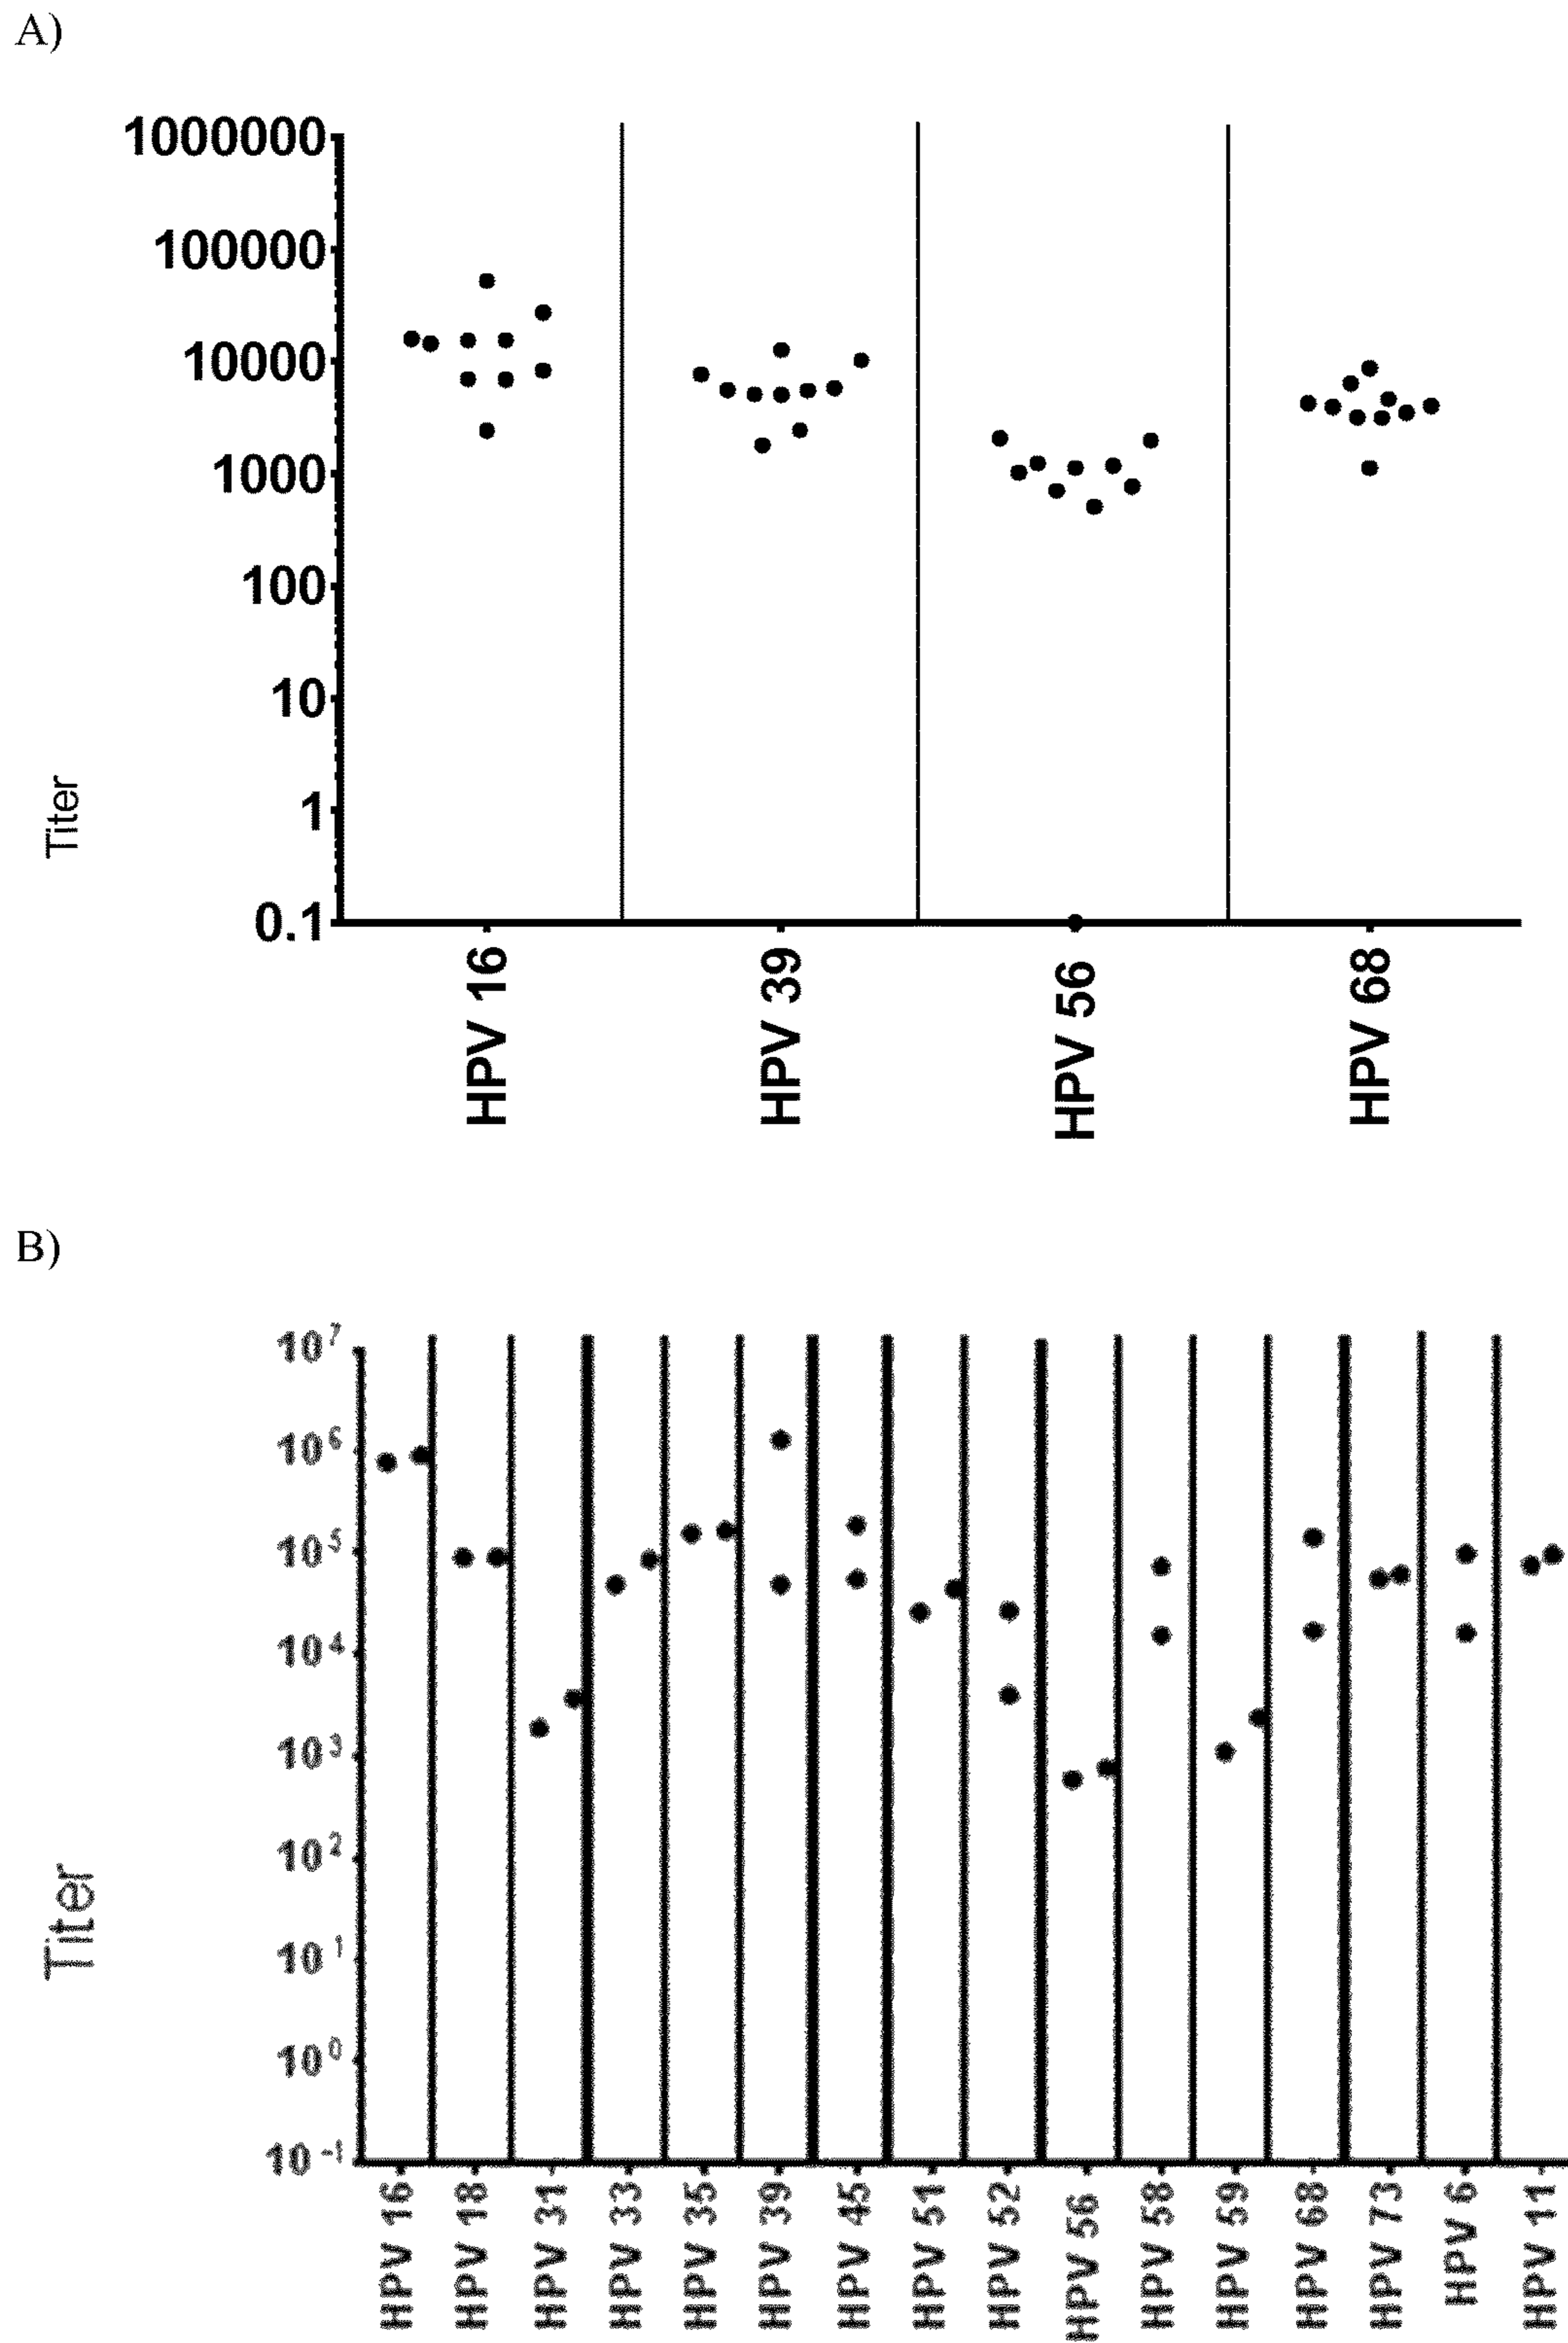 A)
1000000
100000
10000
1000
100
10
1
0.1
Titer
HPV 16
HPV 39
HPV 56
HPV 68
B)
10⁷
10⁶
10⁵
10⁴
10³
10²
10¹
10⁰
10⁻¹
Titer
HPV 16
HPV 18
HPV 31
HPV 33
HPV 35
HPV 39
HPV 45
HPV 51
HPV 52
HPV 56
HPV 58
HPV 59
HPV 68
HPV 73
HPV 6
HPV 11